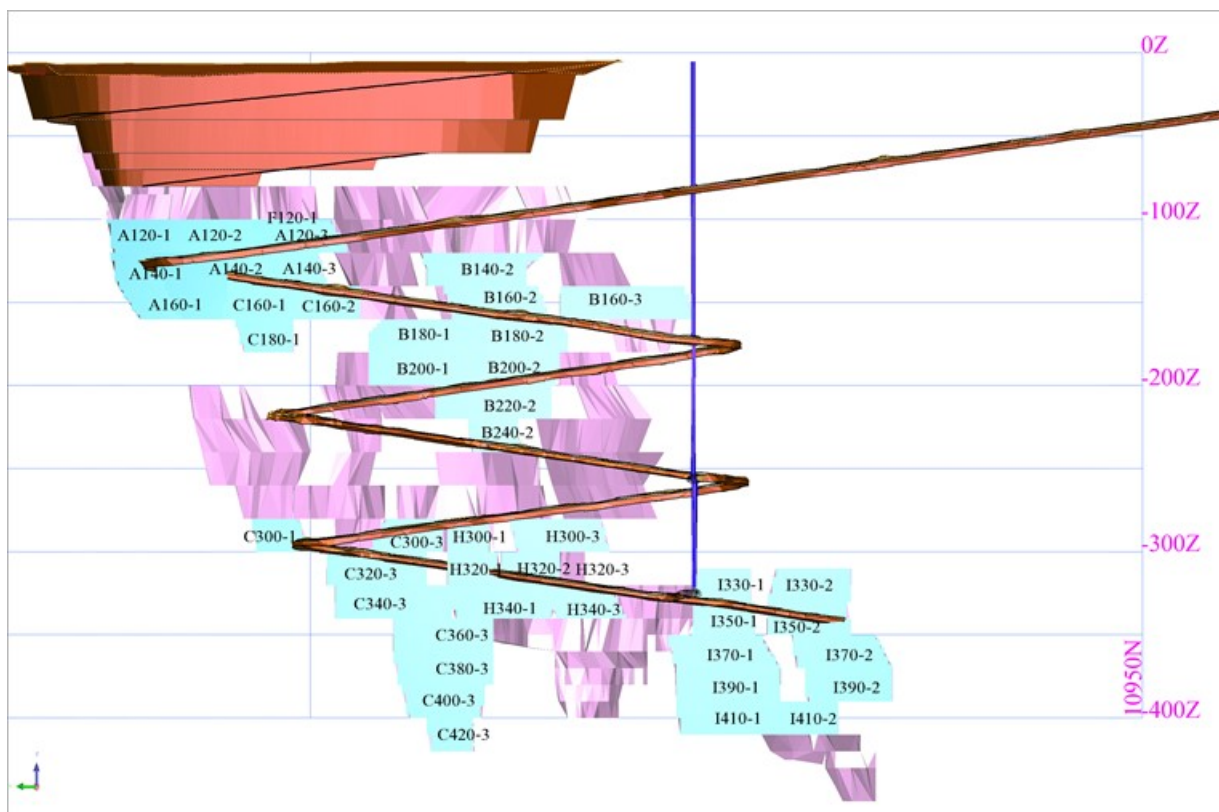 0Z
-100Z
F120-1
A120-1 A120-2 A120-3
A140-1 A140-2 A140-3 B140-2
A160-1 C160-1 C160-2 B160-2 B160-3
C180-1 B180-1 B180-2
B200-1 B200-2
-200Z
B220-2
B240-2
C300-1 C300-3 H300-1 H300-3
-300Z
C320-3 H320-1 H320-2 H320-3 I330-1 I330-2
C340-3 H340-1 H340-3
C360-3 I350-1 I350-2
C380-3 I370-1 I370-2
C400-3 I390-1 I390-2
10950N
-400Z
C420-3 I410-1 I410-2